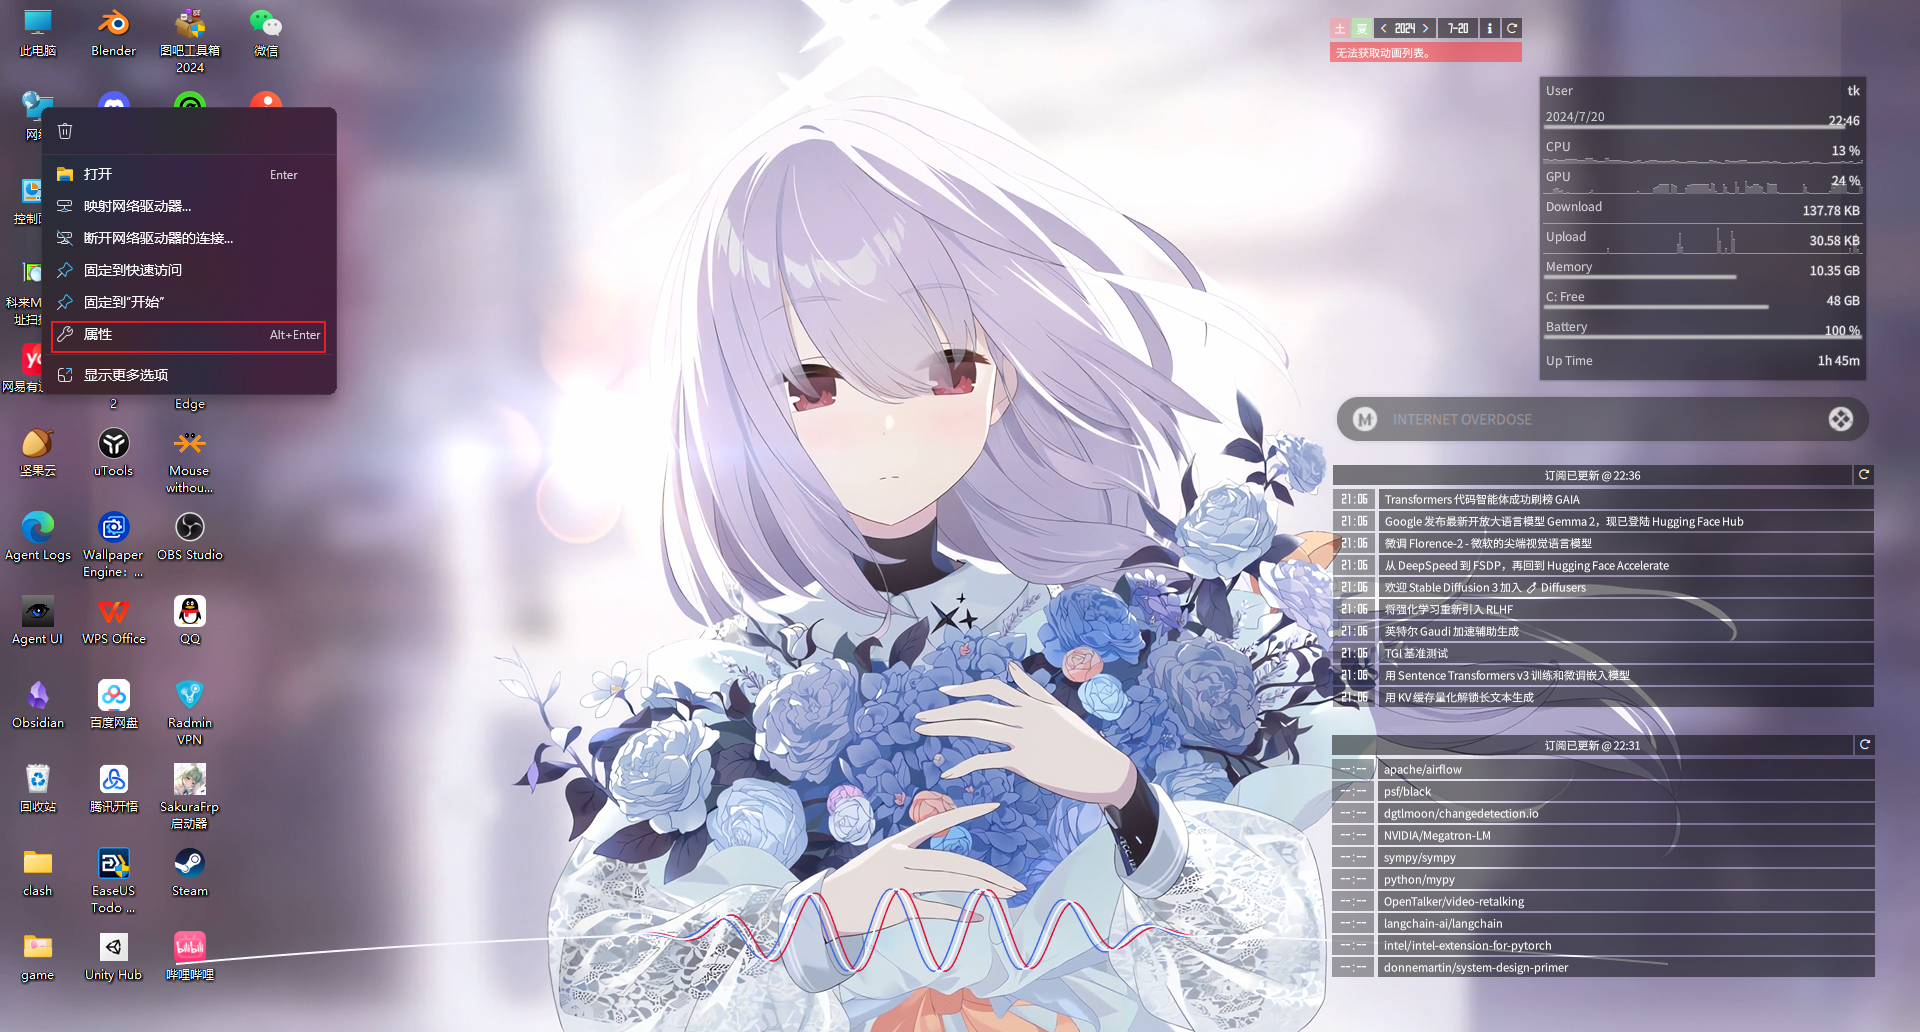 此电脑
Blender
图吧工具箱
2024
微信
打开 Enter
映射网络驱动器...
断开网络驱动器的连接...
固定到快速访问
固定到"开始"
属性 Alt+Enter
显示更多选项
网
控制
科来M
址扫
网易有
2
Edge
坚果云
uTools
Mouse
withou...
Agent Logs
Wallpaper
Engine: ...
OBS Studio
Agent UI
WPS Office
QQ
Obsidian
百度网盘
Radmin
VPN
回收站
腾讯开悟
SakuraFrp
启动器
clash
EaseUS
Todo ...
Steam
game
Unity Hub
bilibili
哔哩哔哩
土 夏 < 2024 > 7-20 i
无法获取动画列表。
User tk
2024/7/20 22:46
CPU 13 %
GPU 24 %
Download 137.78 KB
Upload 30.58 KB
Memory 10.35 GB
C: Free 48 GB
Battery 100 %
Up Time 1h 45m
M INTERNET OVERDOSE
订阅已更新 @ 22:36
21:06 Transformers 代码智能体成功刷榜 GAIA
21:06 Google 发布最新开放大语言模型 Gemma 2，现已登陆 Hugging Face Hub
21:06 微调 Florence-2 - 微软的尖端视觉语言模型
21:06 从 DeepSpeed 到 FSDP，再回到 Hugging Face Accelerate
21:06 欢迎 Stable Diffusion 3 加入 🧨 Diffusers
21:06 将强化学习重新引入 RLHF
21:06 英特尔 Gaudi 加速辅助生成
21:06 TGI 基准测试
21:06 用 Sentence Transformers v3 训练和微调嵌入模型
21:06 用 KV 缓存量化解锁长文本生成
订阅已更新 @ 22:31
--:-- apache/airflow
--:-- psf/black
--:-- dgtlmoon/changedetection.io
--:-- NVIDIA/Megatron-LM
--:-- sympy/sympy
--:-- python/mypy
--:-- OpenTalker/video-retalking
--:-- langchain-ai/langchain
--:-- intel/intel-extension-for-pytorch
--:-- donnemartin/system-design-primer